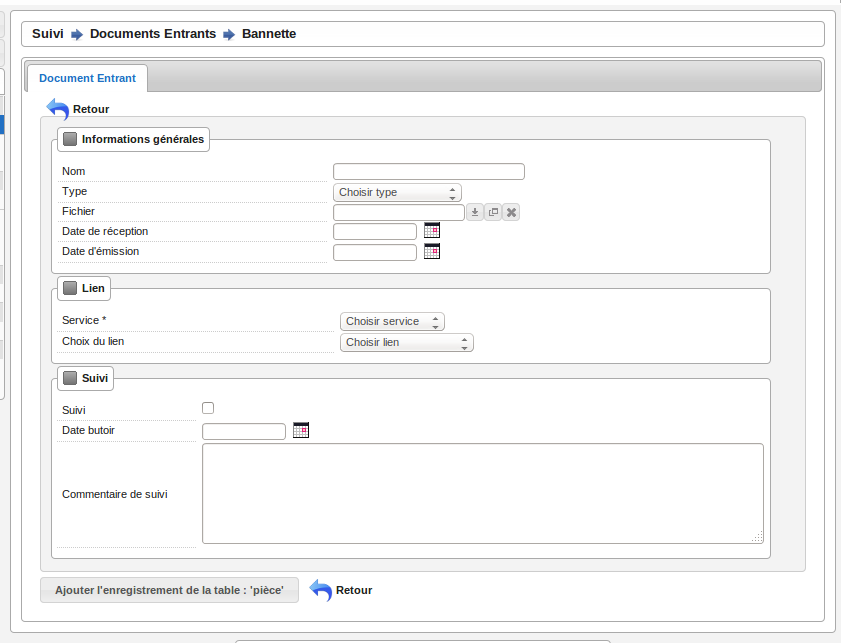 Suivi Documents Entrants Bannette
Document Entrant
Retour
Informations générales
Nom
Type Choisir type
Fichier
Date de réception
Date d'émission
Lien
Service * Choisir service
Choix du lien Choisir lien
Suivi
Suivi
Date butoir
Commentaire de suivi
Ajouter l'enregistrement de la table : 'pièce' Retour